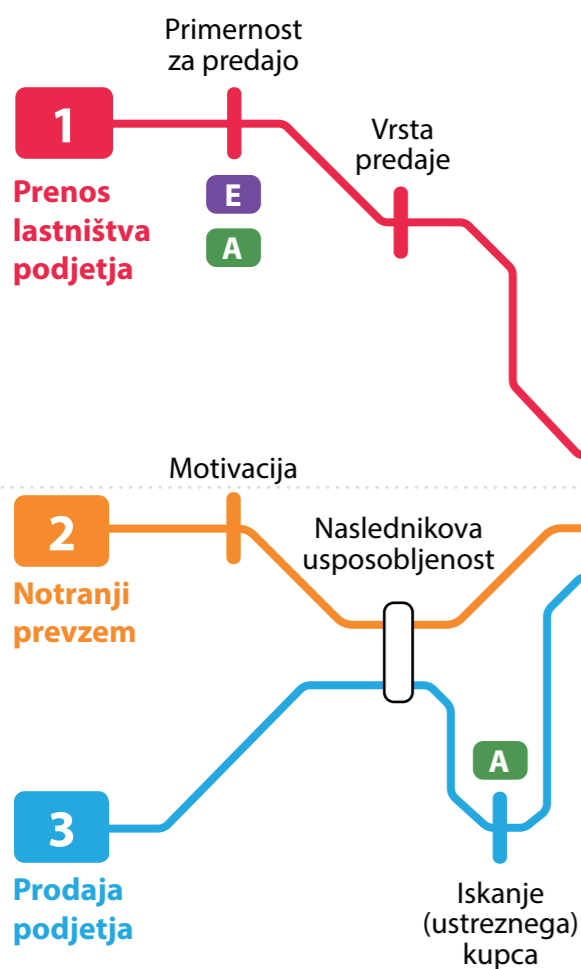 Primernost
za predajo
1
Vrsta
predaje
Prenos
lastništva
podjetja
E
A
Motivacija
2
Naslednikova
usposobljenost
Notranji
prevzem
A
3
Prodaja
podjetja
Iskanje
(ustreznega)
kupca